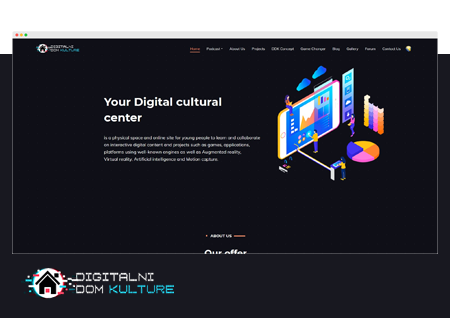 DIGITALNI
DOM KULTURE
Home Podcast About Us Projects DDK Concept Game-Changer Blog Gallery Forum Contact Us
Your Digital cultural
center
is a physical space and online site for young people to learn and collaborate
on interactive digital content and projects such as games, applications,
platforms using well-known engines as well as Augmented reality,
Virtual reality, Artificial intelligence and Motion capture.
ABOUT US
Our offer
DIGITALNI
DOM KULTURE